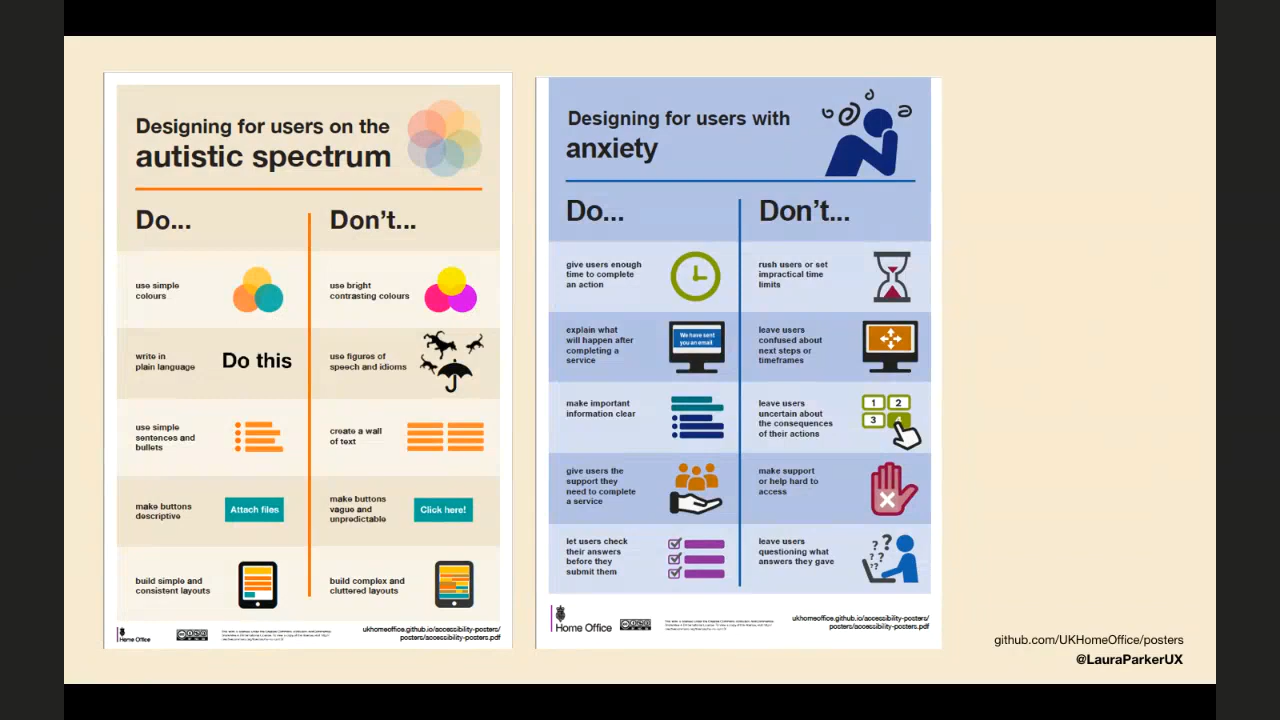 Designing for users on the
autistic spectrum
Do...
Don't...
use simple
colours
use bright
contrasting colours
write in
plain language
Do this
use figures of
speech and idioms
use simple
sentences and
bullets
create a wall
of text
make buttons
descriptive
Attach files
make buttons
vague and
unpredictable
Click here!
build simple and
consistent layouts
build complex and
cluttered layouts
Home Office
ukhomeoffice.github.io/accessibility-posters/
posters/accessibility-posters.pdf
Designing for users with
anxiety
Do...
Don't...
give users enough
time to complete
an action
rush users or set
impractical time
limits
explain what
will happen after
completing a
service
We have sent
you an email
leave users
confused about
next steps or
timeframes
make important
information clear
leave users
uncertain about
the consequences
of their actions
1 2
3 4
give users the
support they
need to complete
a service
make support
or help hard to
access
let users check
their answers
before they
submit them
leave users
questioning what
answers they gave
? ? ? ? ??
Home Office
ukhomeoffice.github.io/accessibility-posters/
posters/accessibility-posters.pdf
github.com/UKHomeOffice/posters
@LauraParkerUX